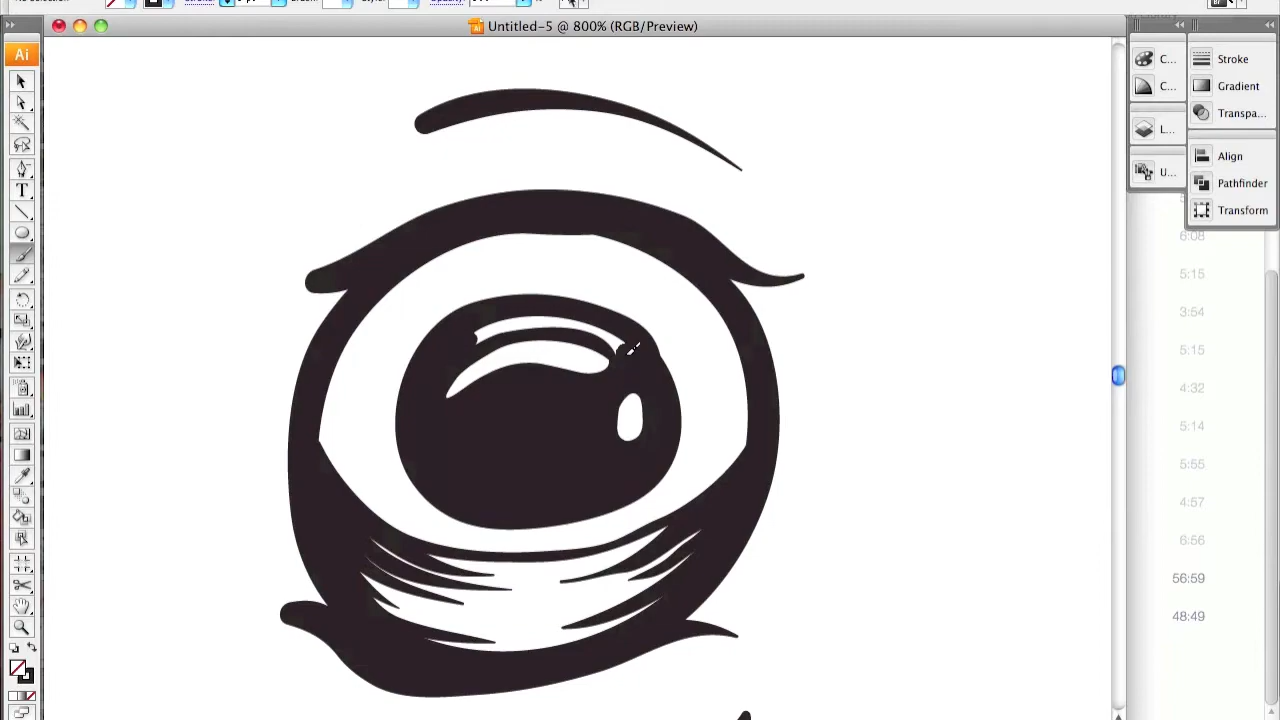 Untitled-5 @ 800% (RGB/Preview)
Ai
T
C...
C...
L...
U...
Stroke
Gradient
Transpa...
Align
Pathfinder
Transform
6:08
5:15
3:54
5:15
4:32
5:14
5:55
4:57
6:56
56:59
48:49